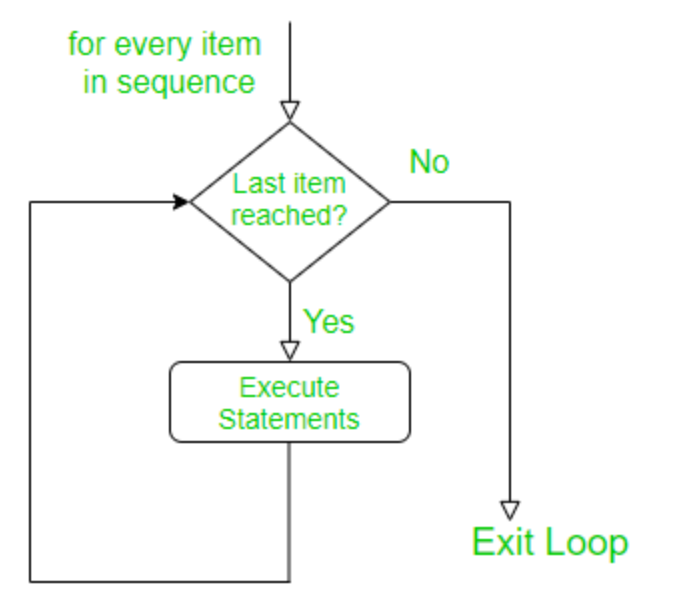 for every item
in sequence
No
Last item
reached?
Yes
Execute
Statements
Exit Loop